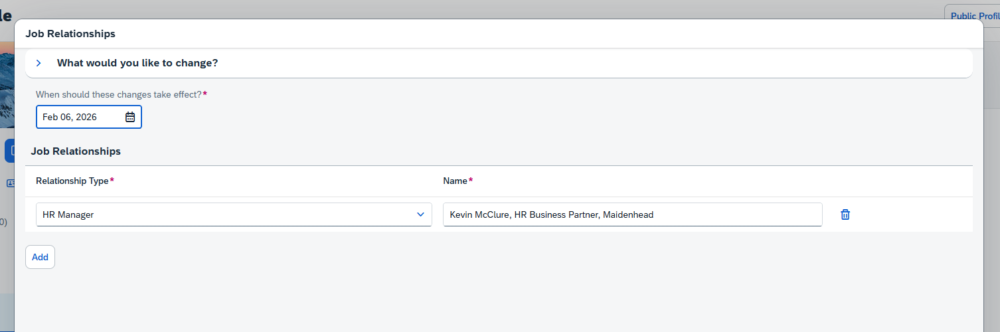 le
Public Profil
Job Relationships
What would you like to change?
When should these changes take effect?*
Feb 06, 2026
Job Relationships
Relationship Type* Name*
HR Manager Kevin McClure, HR Business Partner, Maidenhead
0)
Add